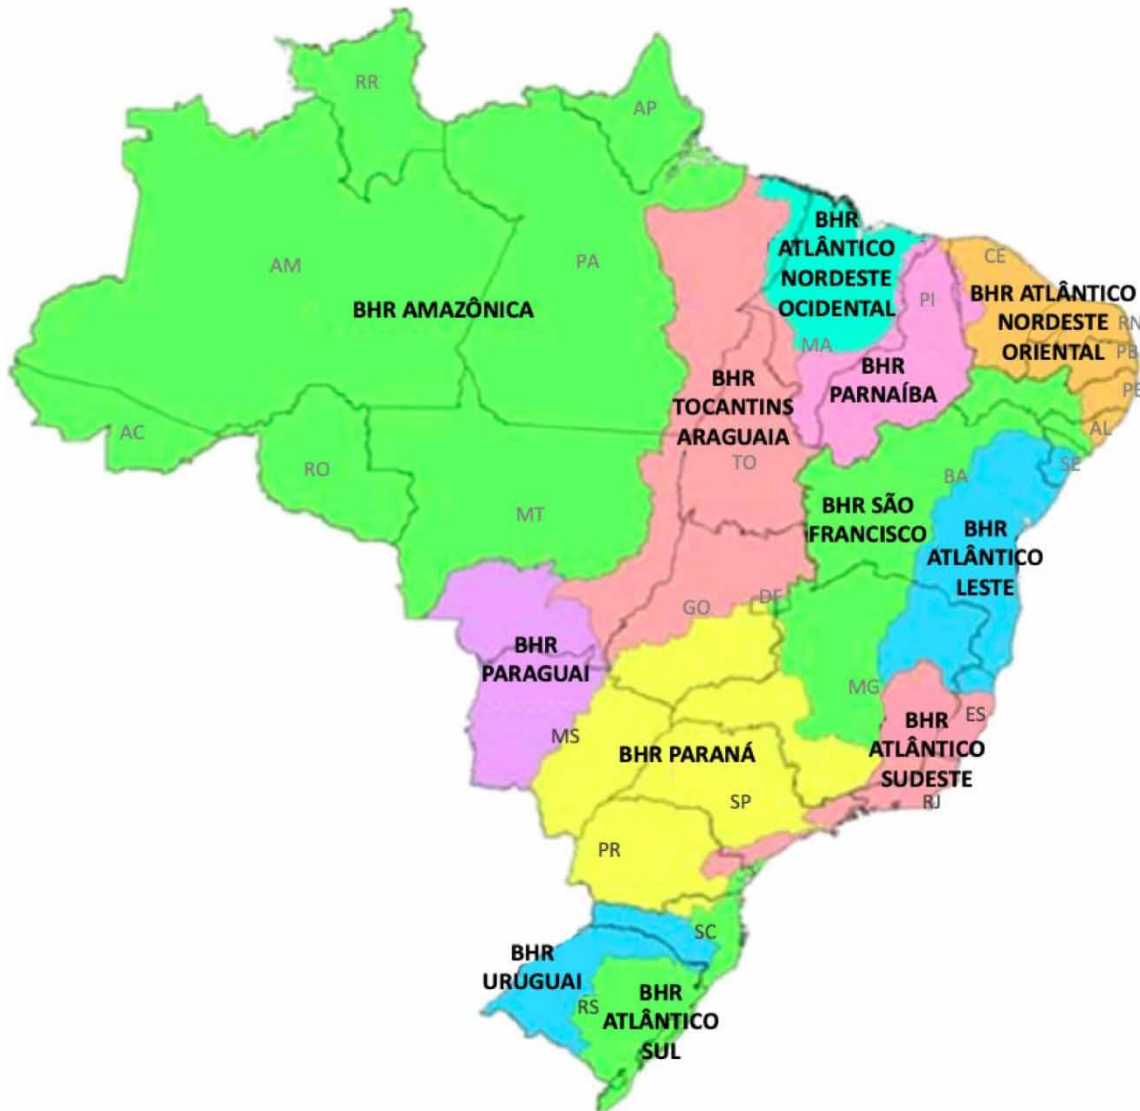 RR
AP
AM
PA
BHR AMAZÔNICA
BHR
ATLÂNTICO
NORDESTE
OCIDENTAL
MA
CE
PI
BHR ATLÂNTICO
NORDESTE
ORIENTAL
RN
PB
PE
AL
SE
BHR
PARNAÍBA
BHR
TOCANTINS
ARAGUAIA
TO
AC
RO
MT
BA
BHR SÃO
FRANCISCO
BHR
ATLÂNTICO
LESTE
GO
DF
BHR
PARAGUAI
MG
MS
ES
BHR
ATLÂNTICO
SUDESTE
BHR PARANÁ
SP
RJ
PR
SC
BHR
URUGUAI
RS
BHR
ATLÂNTICO
SUL